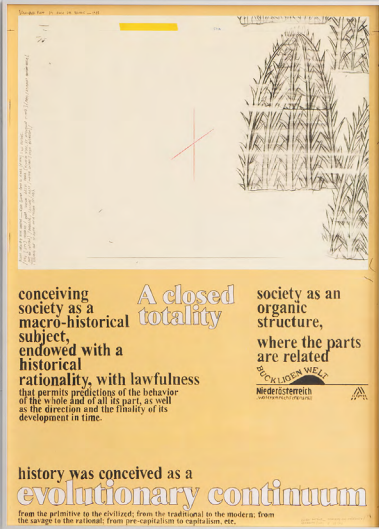 conceiving
society as a
macro-historical
subject,
endowed with a
historical
rationality, with lawfulness
that permits predictions of the behavior
of the whole and of all its part, as well
as the direction and the finality of its
development in time.
A closed
totality
society as an
organic
structure,
where the parts
are related
BUCKLIGEN WELT
Niederösterreich
history was conceived as a
evolutionary continuum
from the primitive to the civilized; from the traditional to the modern; from
the savage to the rational; from pre-capitalism to capitalism, etc.